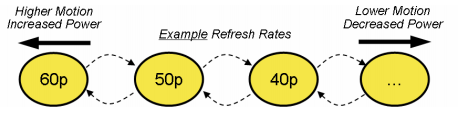 Higher Motion
Increased Power
Example Refresh Rates
Lower Motion
Decreased Power
60p
50p
40p
...